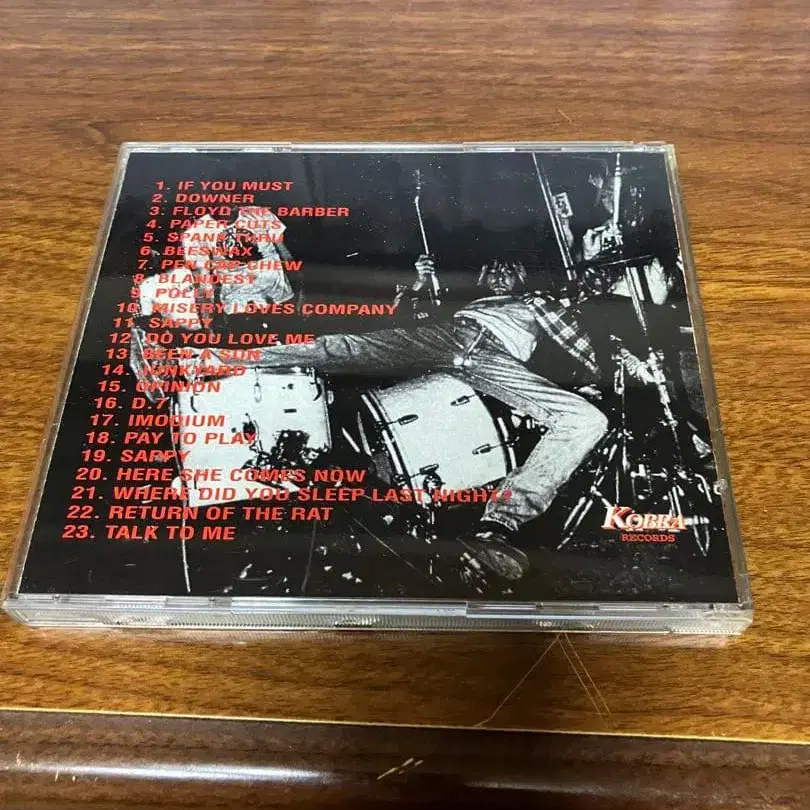 1. IF YOU MUST
2. DOWNER
3. FLOYD THE BARBER
4. PAPER CUTS
5. SPANK THRU
6. BEESWAX
7. PEN CAP CHEW
8. BLANDEST
9. POLLY
10. MISERY LOVES COMPANY
11. SAPPY
12. DO YOU LOVE ME
13. BEEN A SON
14. JUNKYARD
15. OPINION
16. D.7
17. IMODIUM
18. PAY TO PLAY
19. SAPPY
20. HERE SHE COMES NOW
21. WHERE DID YOU SLEEP LAST NIGHT?
22. RETURN OF THE RAT
23. TALK TO ME
KOBRA
RECORDS